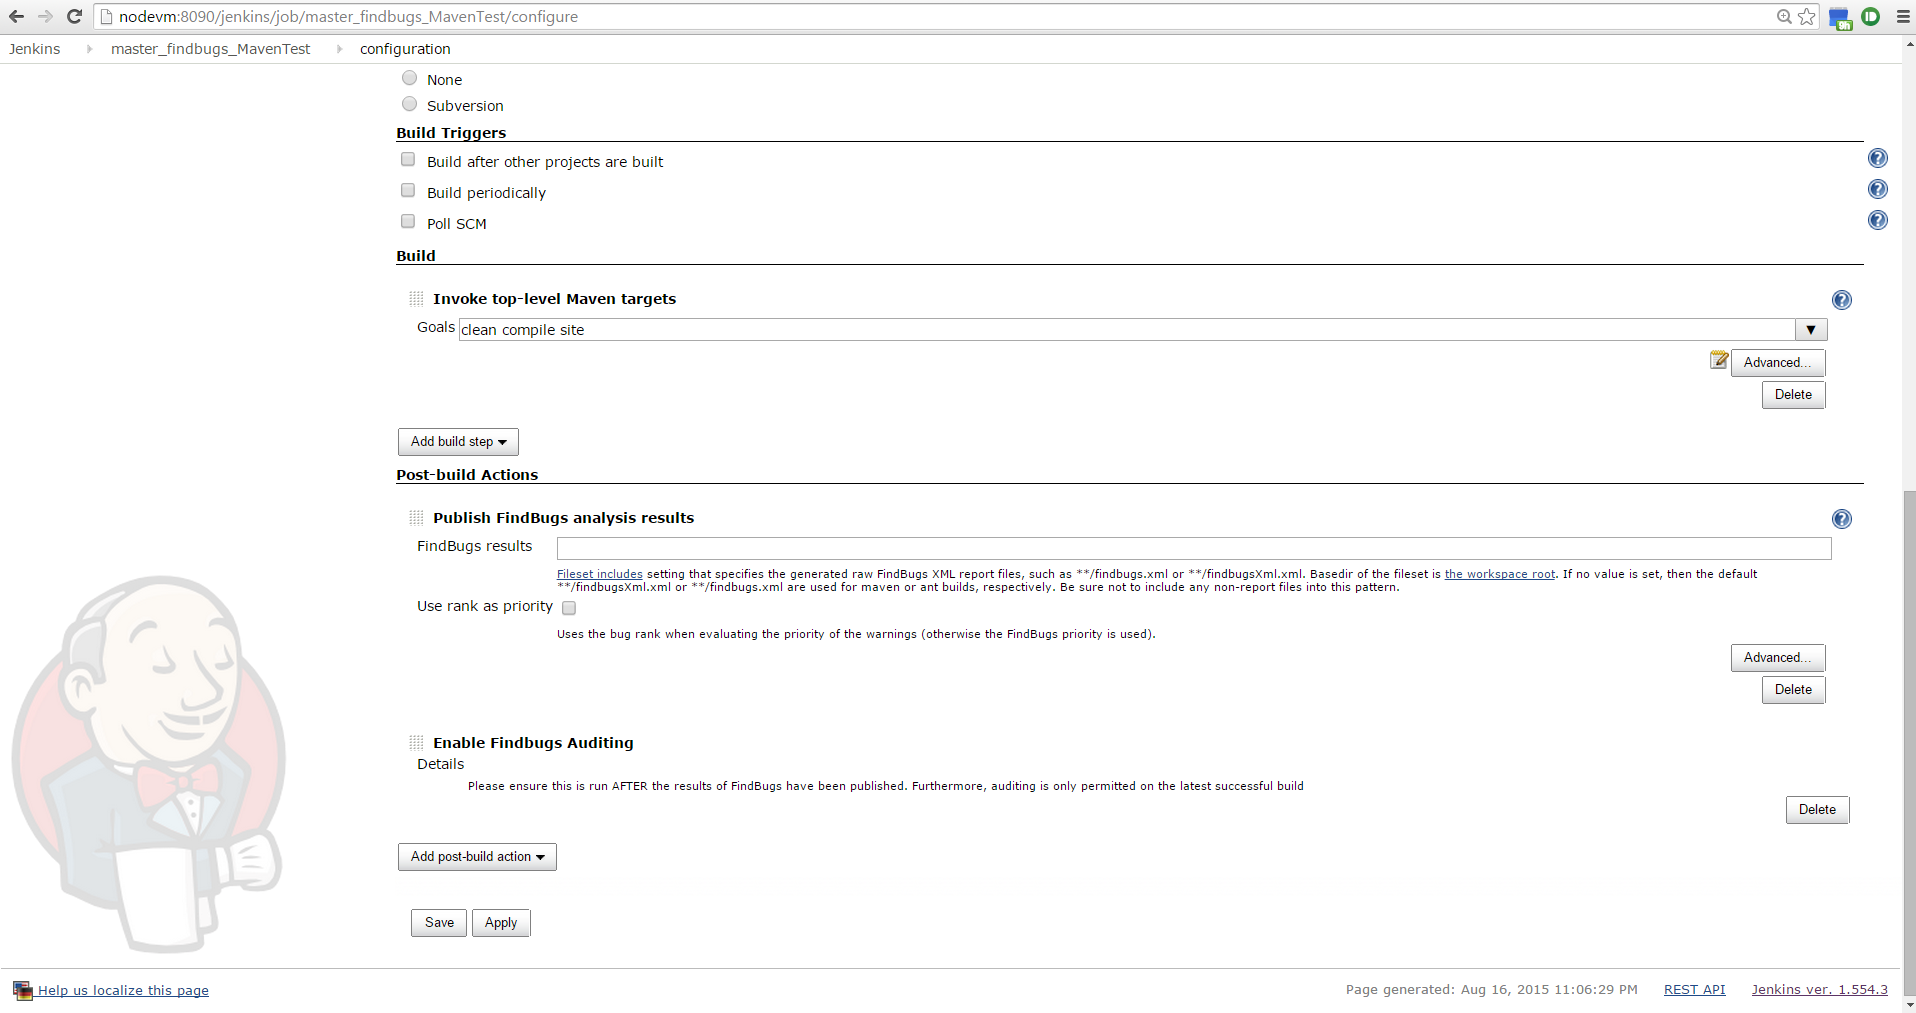 nodevm:8090/jenkins/job/master_findbugs_MavenTest/configure
Jenkins master_findbugs_MavenTest configuration
None
Subversion
Build Triggers
Build after other projects are built
Build periodically
Poll SCM
Build
Invoke top-level Maven targets
Goals clean compile site
Advanced...
Delete
Add build step
Post-build Actions
Publish FindBugs analysis results
FindBugs results
Fileset includes setting that specifies the generated raw FindBugs XML report files, such as **/findbugs.xml or **/findbugsXml.xml. Basedir of the fileset is the workspace root. If no value is set, then the default
**/findbugsXml.xml or **/findbugs.xml are used for maven or ant builds, respectively. Be sure not to include any non-report files into this pattern.
Use rank as priority
Uses the bug rank when evaluating the priority of the warnings (otherwise the FindBugs priority is used).
Advanced...
Delete
Enable Findbugs Auditing
Details
Please ensure this is run AFTER the results of FindBugs have been published. Furthermore, auditing is only permitted on the latest successful build
Delete
Add post-build action
Save Apply
Help us localize this page Page generated: Aug 16, 2015 11:06:29 PM REST API Jenkins ver. 1.554.3